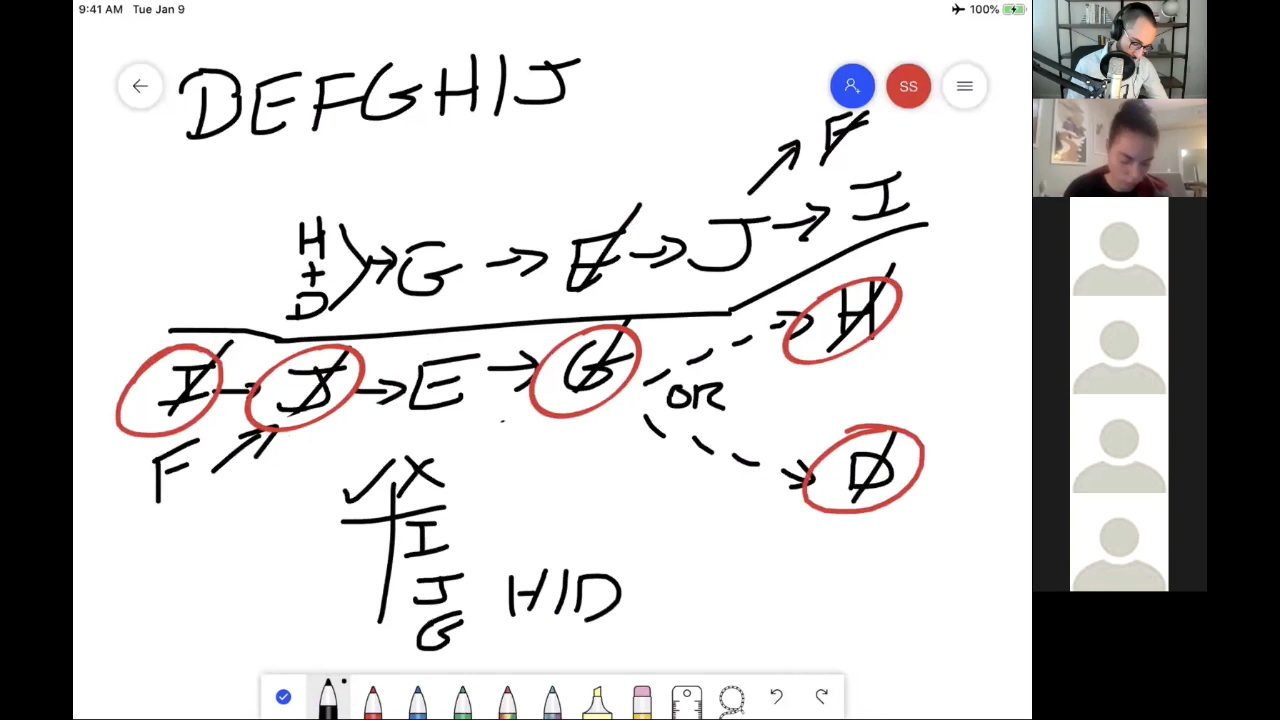 9:41 AM Tue Jan 9
100%
DEFGHIJ
SS
F
H + D → G → E → J → I
H
I → J → E → G
OR
F
D
✓ X
I
J H/D
G